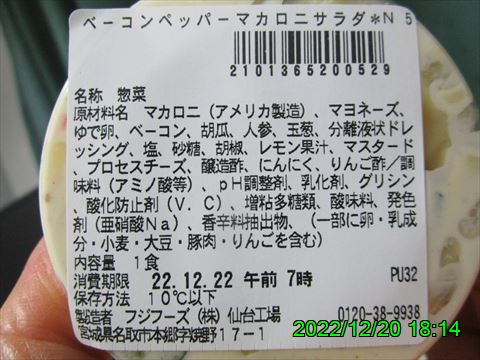 ベーコンペッパーマカロニサラダ*N 5
2101365200529
名称 惣菜
原材料名 マカロニ(アメリカ製造)、マヨネーズ、
ゆで卵、ベーコン、胡瓜、人参、玉葱、分離液状ドレ
ッシング、塩、砂糖、胡椒、レモン果汁、マスタード
、プロセスチーズ、醸造酢、にんにく、りんご酢/調
味料(アミノ酸等)、pH調整剤、乳化剤、グリシン
、酸化防止剤(V.C)、増粘多糖類、酸味料、発色
剤(亜硝酸Na)、香辛料抽出物、(一部に卵・乳成
分・小麦・大豆・豚肉・りんごを含む)
内容量 1食
消費期限 22.12.22 午前 7時 PU32
保存方法 10℃以下
製造者 フジフーズ(株)仙台工場 0120-38-9938
宮城県名取市本郷字焼野17-1
2022/12/20 18:14